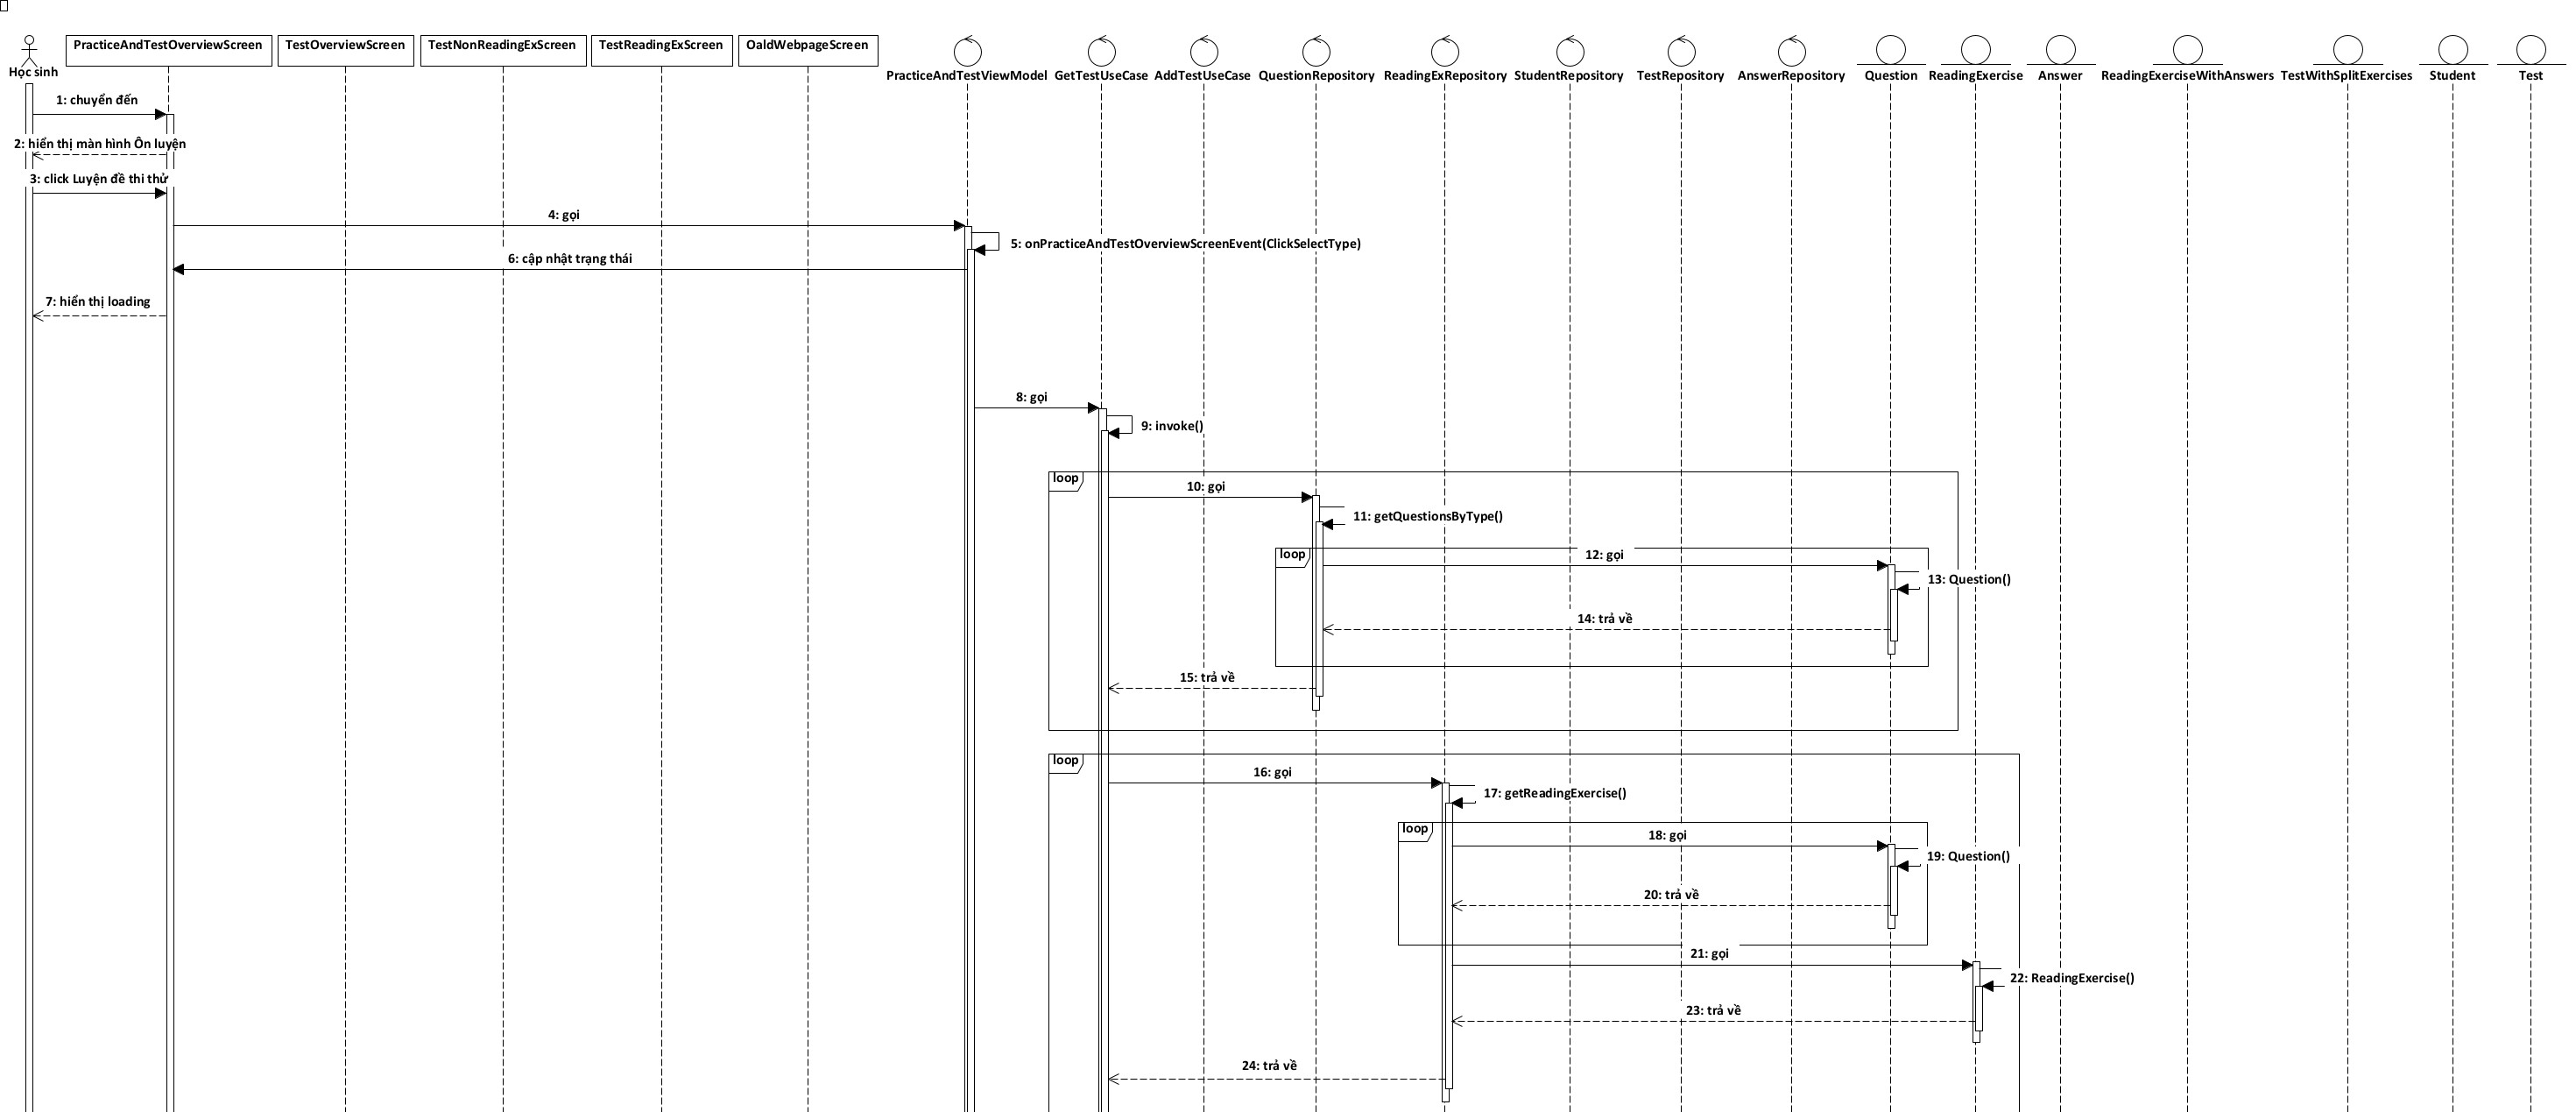 PracticeAndTestOverviewScreen
TestOverviewScreen
TestNonReadingExScreen
TestReadingExScreen
OaldWebpageScreen
Học sinh
PracticeAndTestViewModel
GetTestUseCase
AddTestUseCase
QuestionRepository
ReadingExRepository
StudentRepository
TestRepository
AnswerRepository
Question
ReadingExercise
Answer
ReadingExerciseWithAnswers
TestWithSplitExercises
Student
Test
1: chuyển đến
2: hiển thị màn hình Ôn luyện
3: click Luyện đề thi thử
4: gọi
5: onPracticeAndTestOverviewScreenEvent(ClickSelectType)
6: cập nhật trạng thái
7: hiển thị loading
8: gọi
9: invoke()
loop
10: gọi
11: getQuestionsByType()
loop
12: gọi
13: Question()
14: trả về
15: trả về
loop
16: gọi
17: getReadingExercise()
loop
18: gọi
19: Question()
20: trả về
21: gọi
22: ReadingExercise()
23: trả về
24: trả về